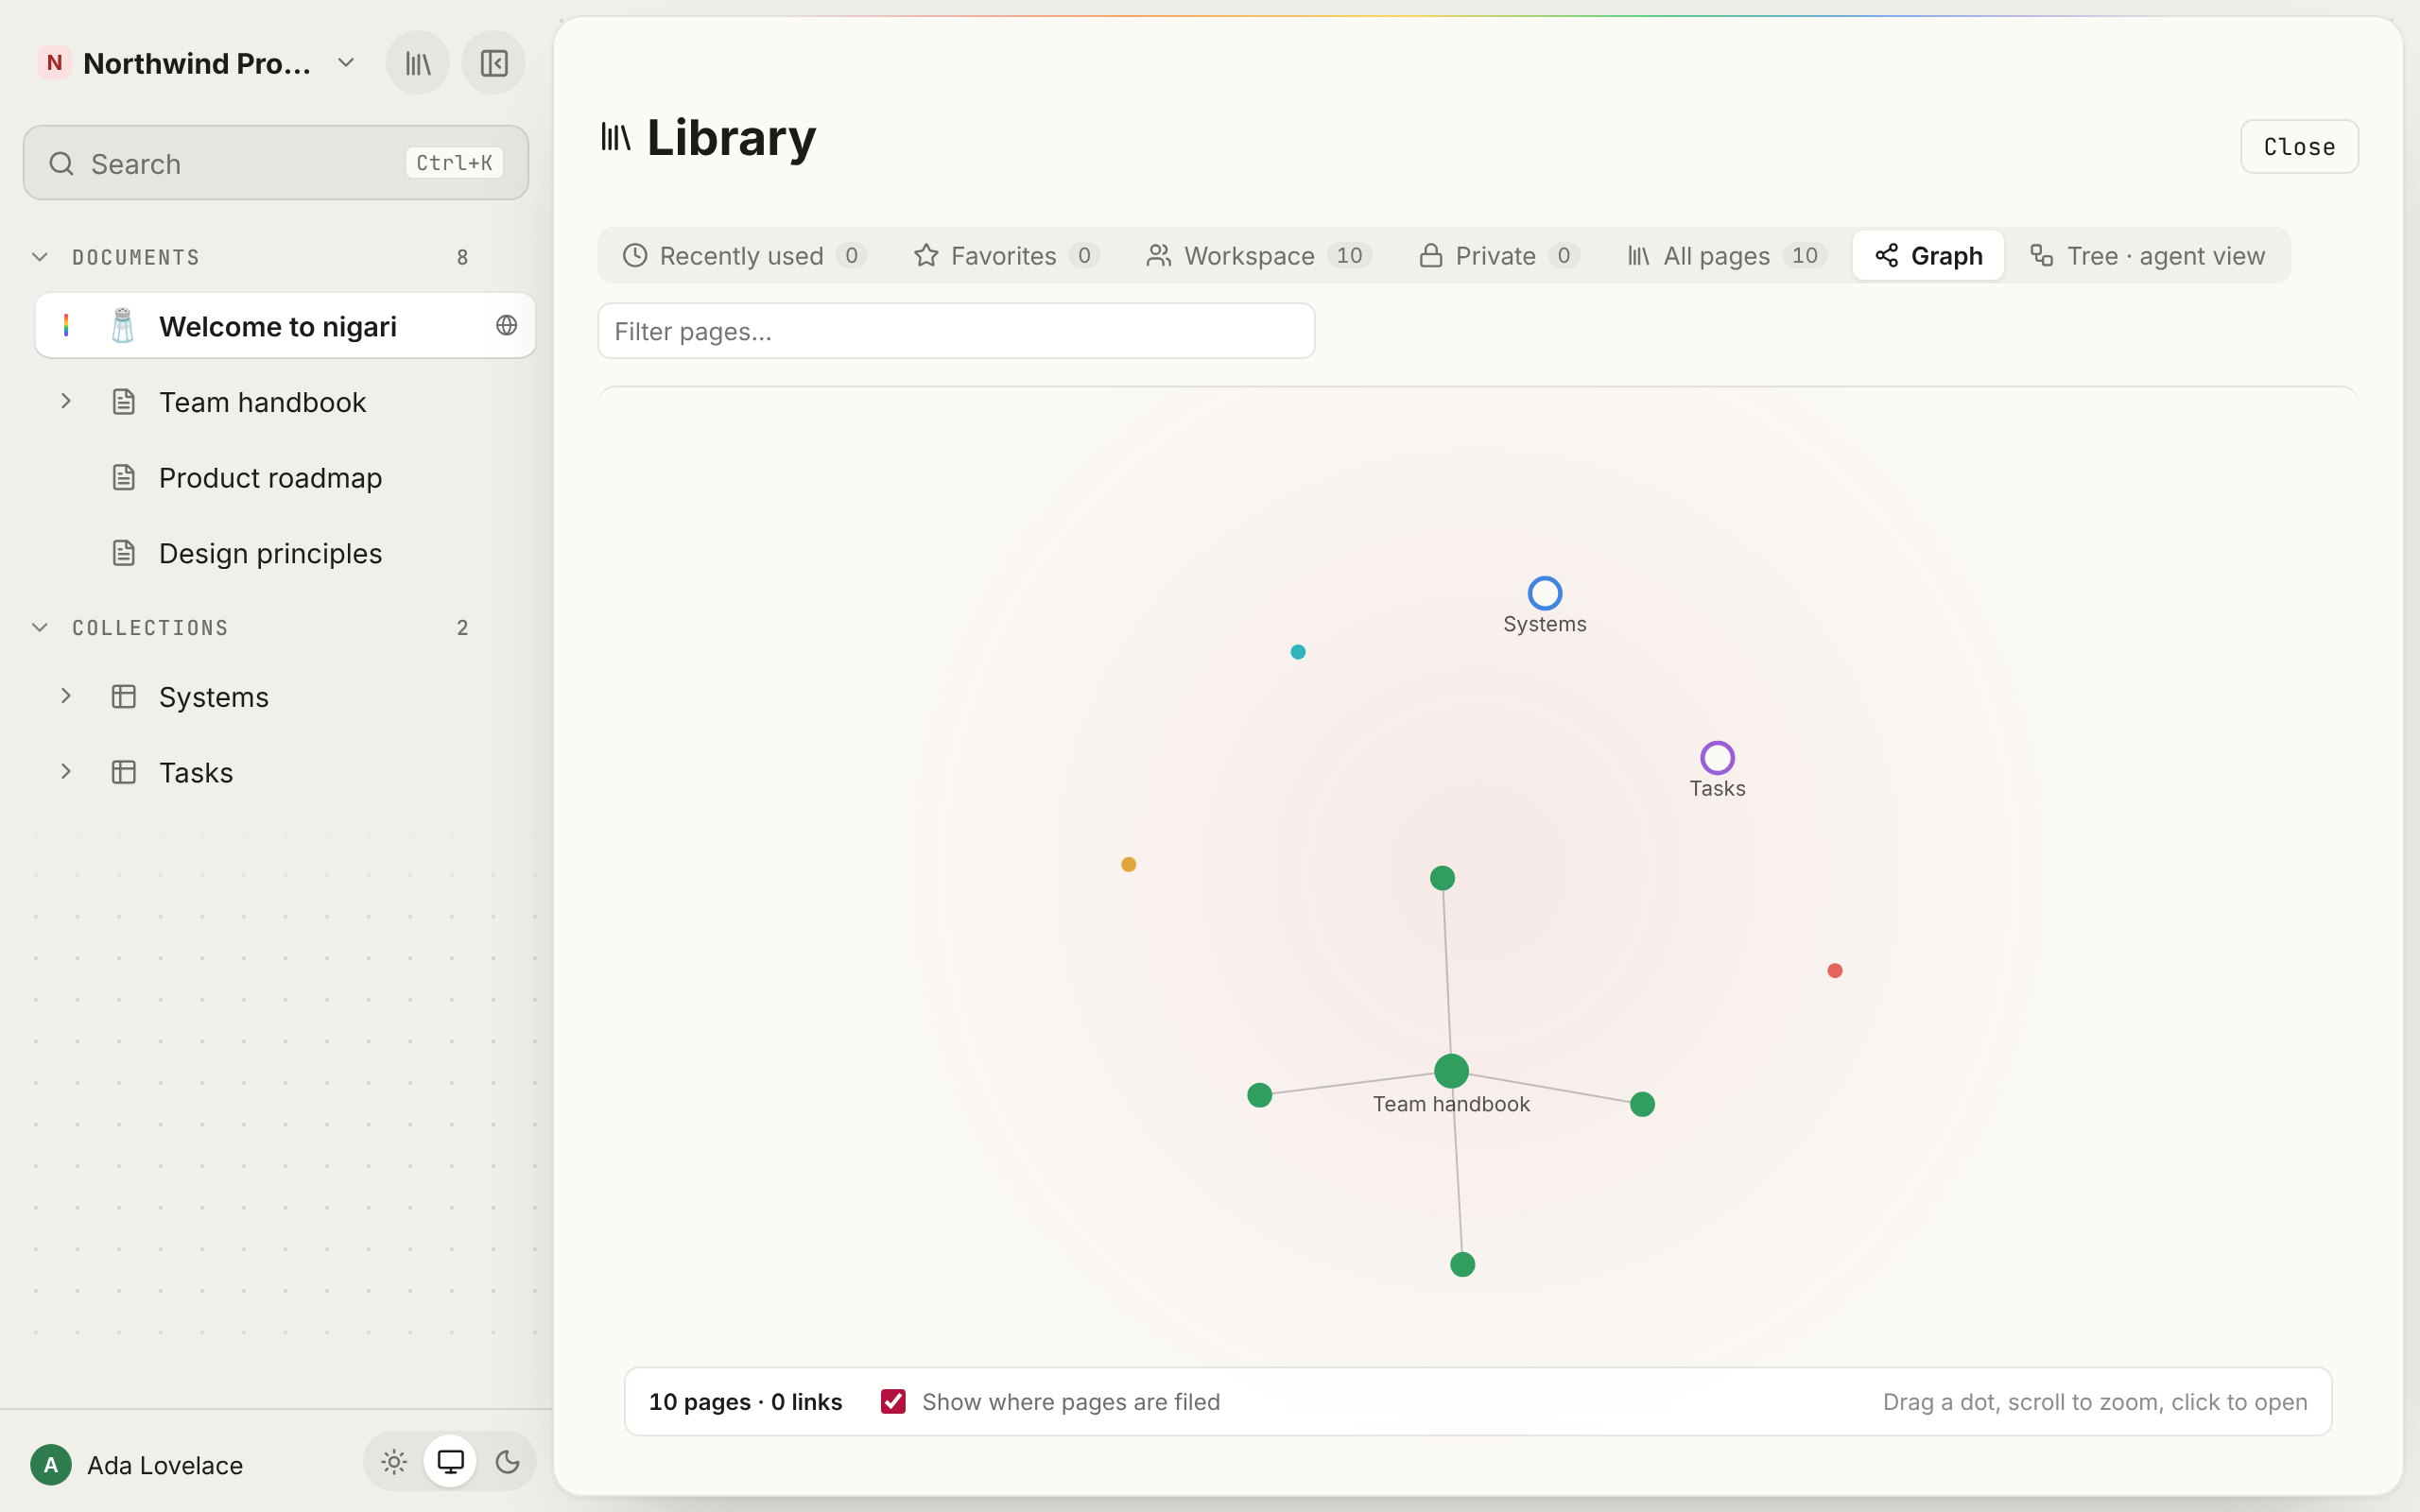 N Northwind Pro...
Search Ctrl+K
DOCUMENTS 8
Welcome to nigari
Team handbook
Product roadmap
Design principles
COLLECTIONS 2
Systems
Tasks
A Ada Lovelace
Library
Close
Recently used 0 Favorites 0 Workspace 10 Private 0 All pages 10 Graph Tree · agent view
Filter pages...
Systems
Tasks
Team handbook
10 pages · 0 links Show where pages are filed Drag a dot, scroll to zoom, click to open